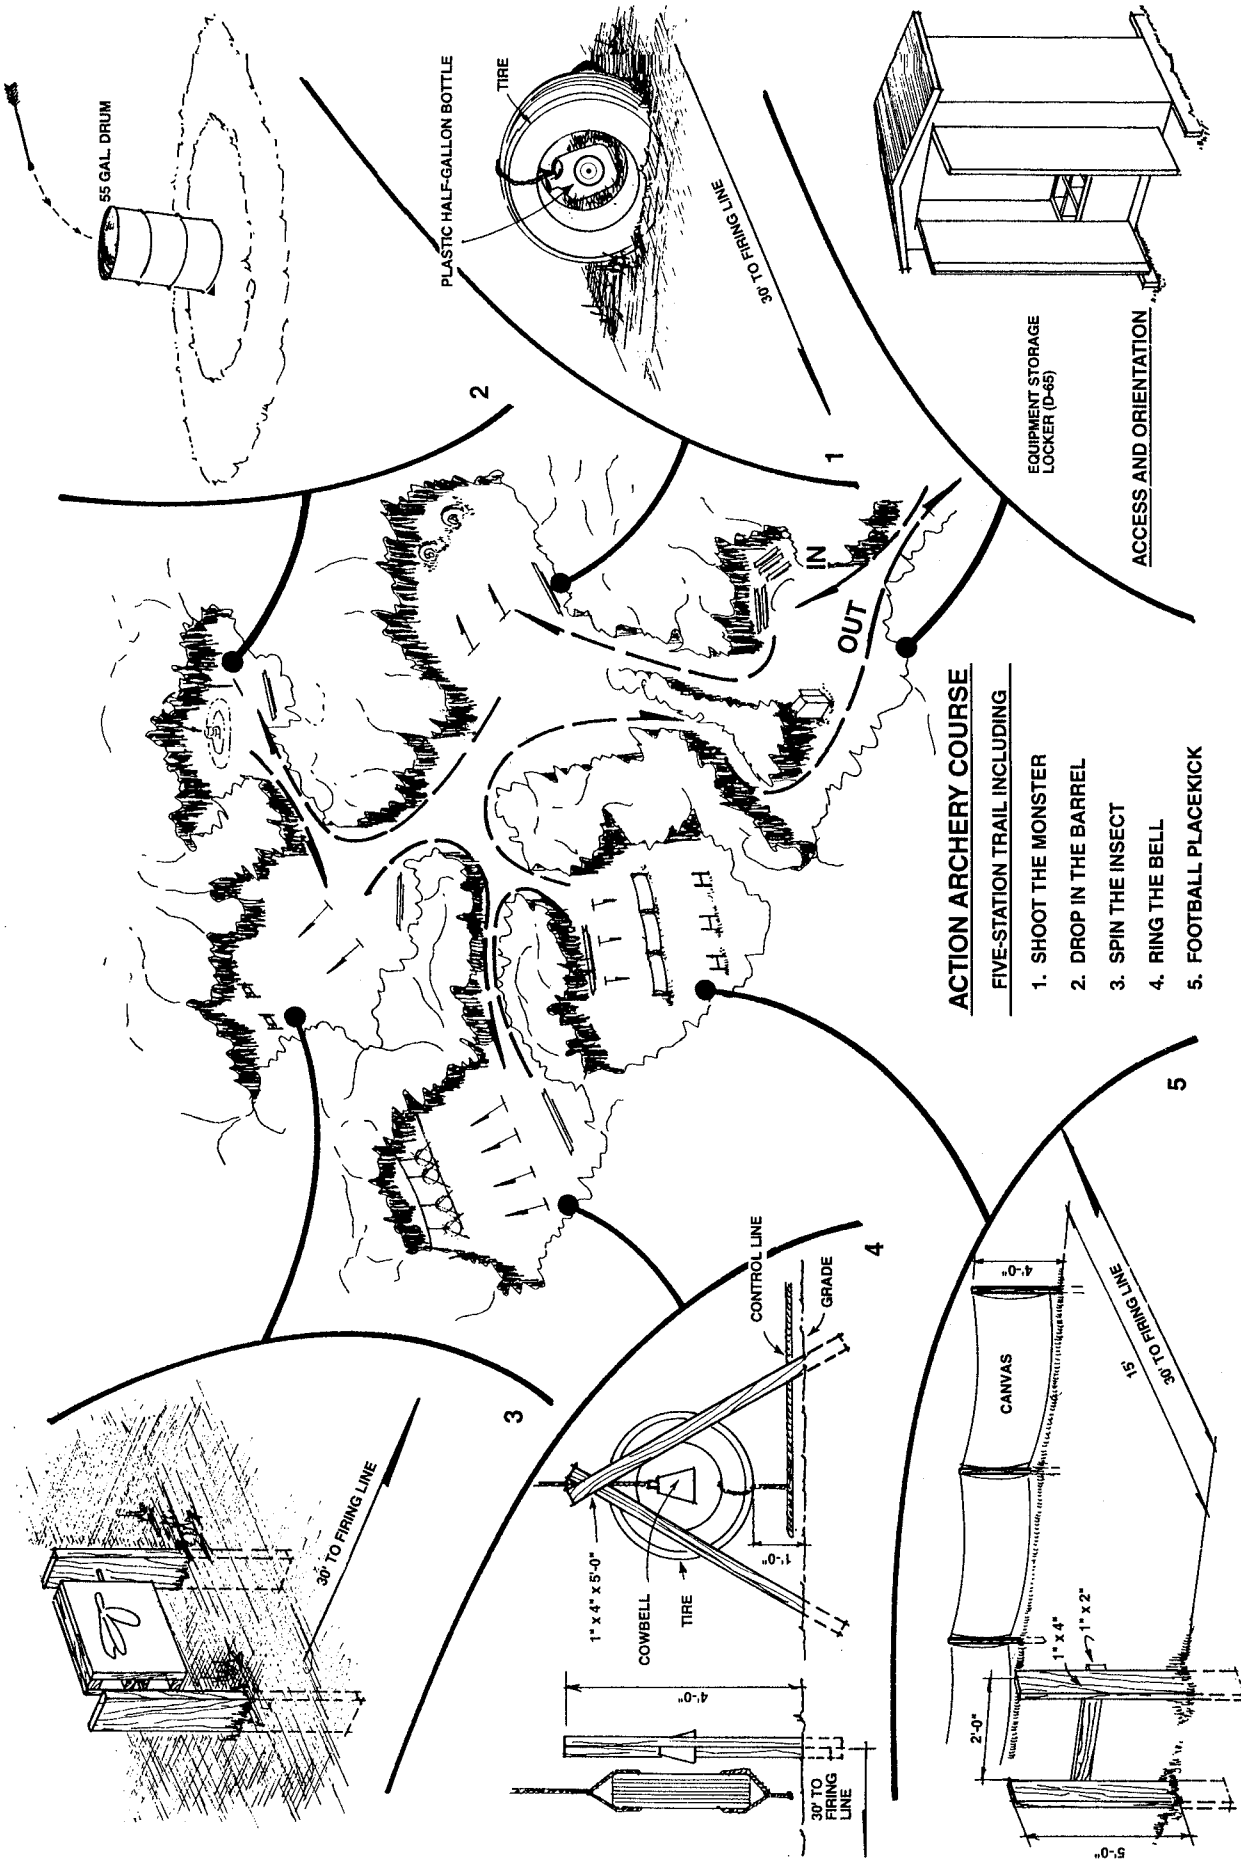 55 GAL. DRUM
2
PLASTIC HALF-GALLON BOTTLE
TIRE
30' TO FIRING LINE
1
EQUIPMENT STORAGE
LOCKER (D-65)
ACCESS AND ORIENTATION
IN
OUT
ACTION ARCHERY COURSE
FIVE-STATION TRAIL INCLUDING
1. SHOOT THE MONSTER
2. DROP IN THE BARREL
3. SPIN THE INSECT
4. RING THE BELL
5. FOOTBALL PLACEKICK
3
30' TO FIRING LINE
4
CONTROL LINE
GRADE
1" x 4" x 5'-0"
COWBELL
TIRE
1'-0"
4'-0"
30' TO
FIRING
LINE
5
4'-0"
CANVAS
15'
30' TO FIRING LINE
1" x 4"
1" x 2"
2'-0"
5'-0"